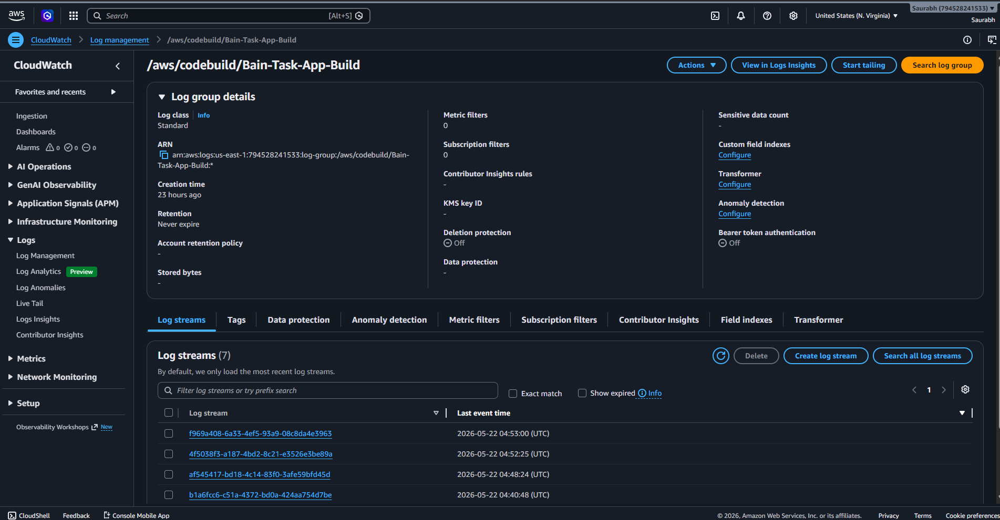 aws
Search [Alt+S]
United States (N. Virginia) ▼
Saurabh (794528241533) ▼
Saurabh
CloudWatch > Log management > /aws/codebuild/Bain-Task-App-Build
CloudWatch
Favorites and recents
Ingestion
Dashboards
Alarms 0 0 0
AI Operations
GenAI Observability
Application Signals (APM)
Infrastructure Monitoring
Logs
Log Management
Log Analytics Preview
Log Anomalies
Live Tail
Logs Insights
Contributor Insights
Metrics
Network Monitoring
Setup
Observability Workshops New
/aws/codebuild/Bain-Task-App-Build
Actions ▼
View in Logs Insights
Start tailing
Search log group
Log group details
Log class Info
Standard
ARN
arn:aws:logs:us-east-1:794528241533:log-group:/aws/codebuild/Bain-
Task-App-Build:*
Creation time
23 hours ago
Retention
Never expire
Account retention policy
-
Stored bytes
-
Metric filters
0
Subscription filters
0
Contributor Insights rules
-
KMS key ID
-
Deletion protection
Off
Data protection
-
Sensitive data count
-
Custom field indexes
Configure
Transformer
Configure
Anomaly detection
Configure
Bearer token authentication
Off
Log streams
Tags
Data protection
Anomaly detection
Metric filters
Subscription filters
Contributor Insights
Field indexes
Transformer
Log streams (7)
By default, we only load the most recent log streams.
Delete
Create log stream
Search all log streams
Filter log streams or try prefix search
Exact match
Show expired Info
1
Log stream Last event time
f969a408-6a33-4ef5-93a9-08c8da4e3963 2026-05-22 04:53:00 (UTC)
4f5038f3-a187-4bd2-8c21-e3526e3be89a 2026-05-22 04:52:25 (UTC)
af545417-bd18-4c14-83f0-3afe59bfd45d 2026-05-22 04:48:24 (UTC)
b1a6fcc6-c51a-4372-bd0a-424aa754d7be 2026-05-22 04:40:48 (UTC)
CloudShell Feedback Console Mobile App
© 2026, Amazon Web Services, Inc. or its affiliates. Privacy Terms Cookie preferences